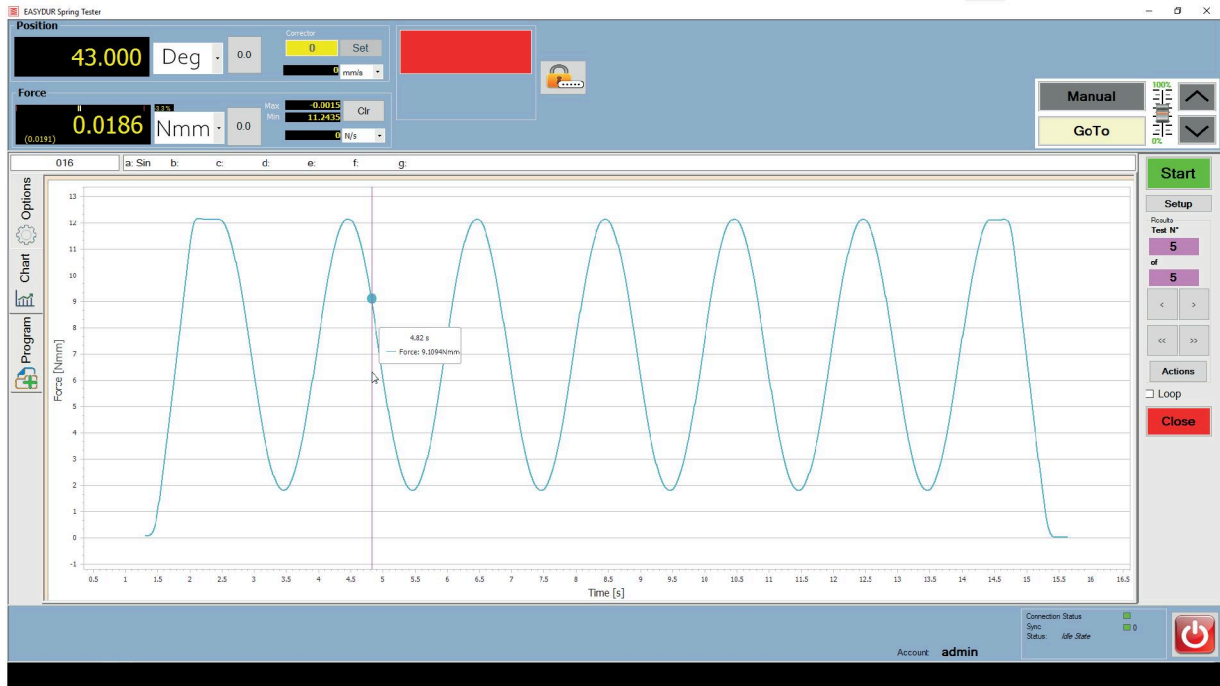 EASYDUR Spring Tester
Position
43.000
Deg
0.0
Corrector
0
Set
0
mm/s
Force
3.3%
0.0186
(0.0191)
Nmm
0.0
Max
-0.0015
Min
11.2435
Clr
0
N/s
Manual
GoTo
100%
0%
016
a: Sin b: c: d: e: f: g:
Options
Chart
Program
Force [Nmm]
13
12
11
10
9
8
7
6
5
4
3
2
1
0
-1
4.82 s
Force: 9.1094Nmm
0.5 1 1.5 2 2.5 3 3.5 4 4.5 5 5.5 6 6.5 7 7.5 8 8.5 9 9.5 10 10.5 11 11.5 12 12.5 13 13.5 14 14.5 15 15.5 16 16.5
Time [s]
Start
Setup
Results
Test N°
5
of
5
<
>
<<
>>
Actions
Loop
Close
Connection Status
Sync
0
Status: Idle State
Account admin